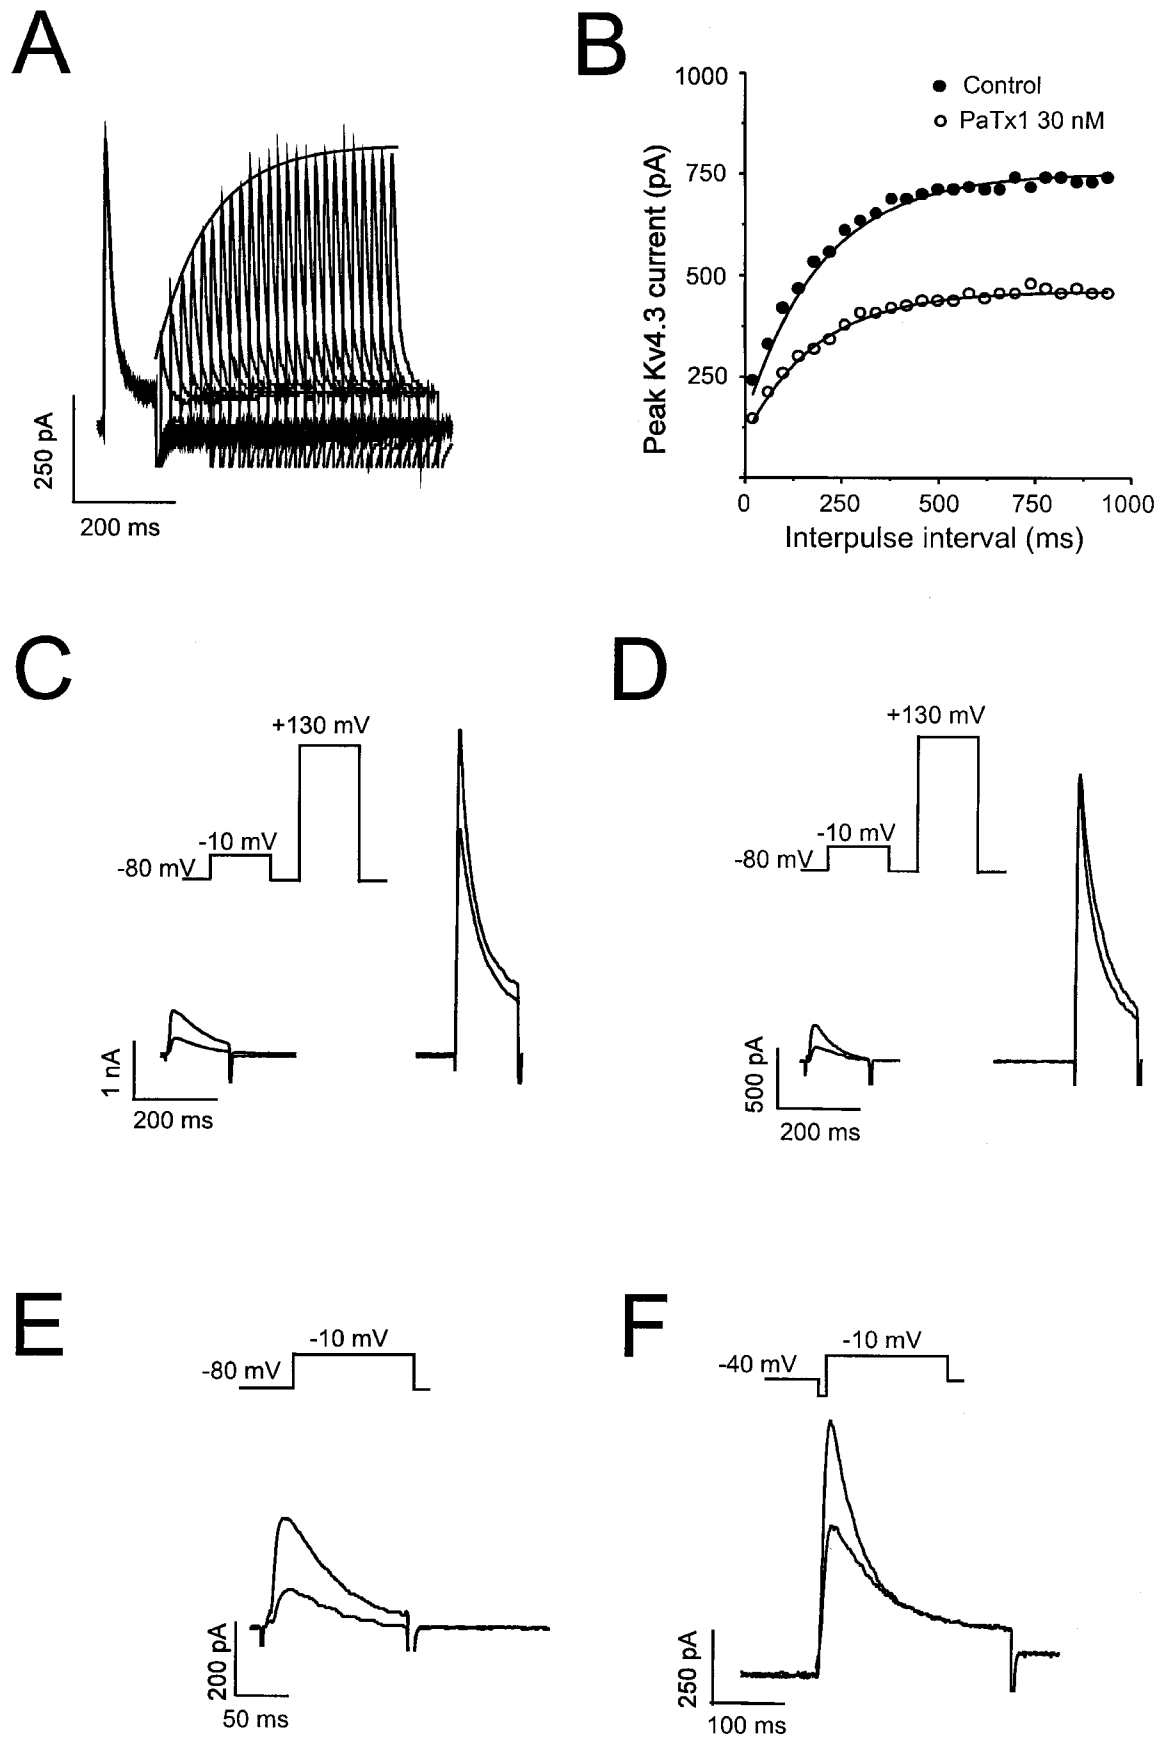 A
250 pA
200 ms
B
1000
750
500
250
0 250 500 750 1000
Peak Kv4.3 current (pA)
Interpulse interval (ms)
Control
PaTx1 30 nM
C
+130 mV
-10 mV
-80 mV
1 nA
200 ms
D
+130 mV
-10 mV
-80 mV
500 pA
200 ms
E
-10 mV
-80 mV
200 pA
50 ms
F
-10 mV
-40 mV
250 pA
100 ms